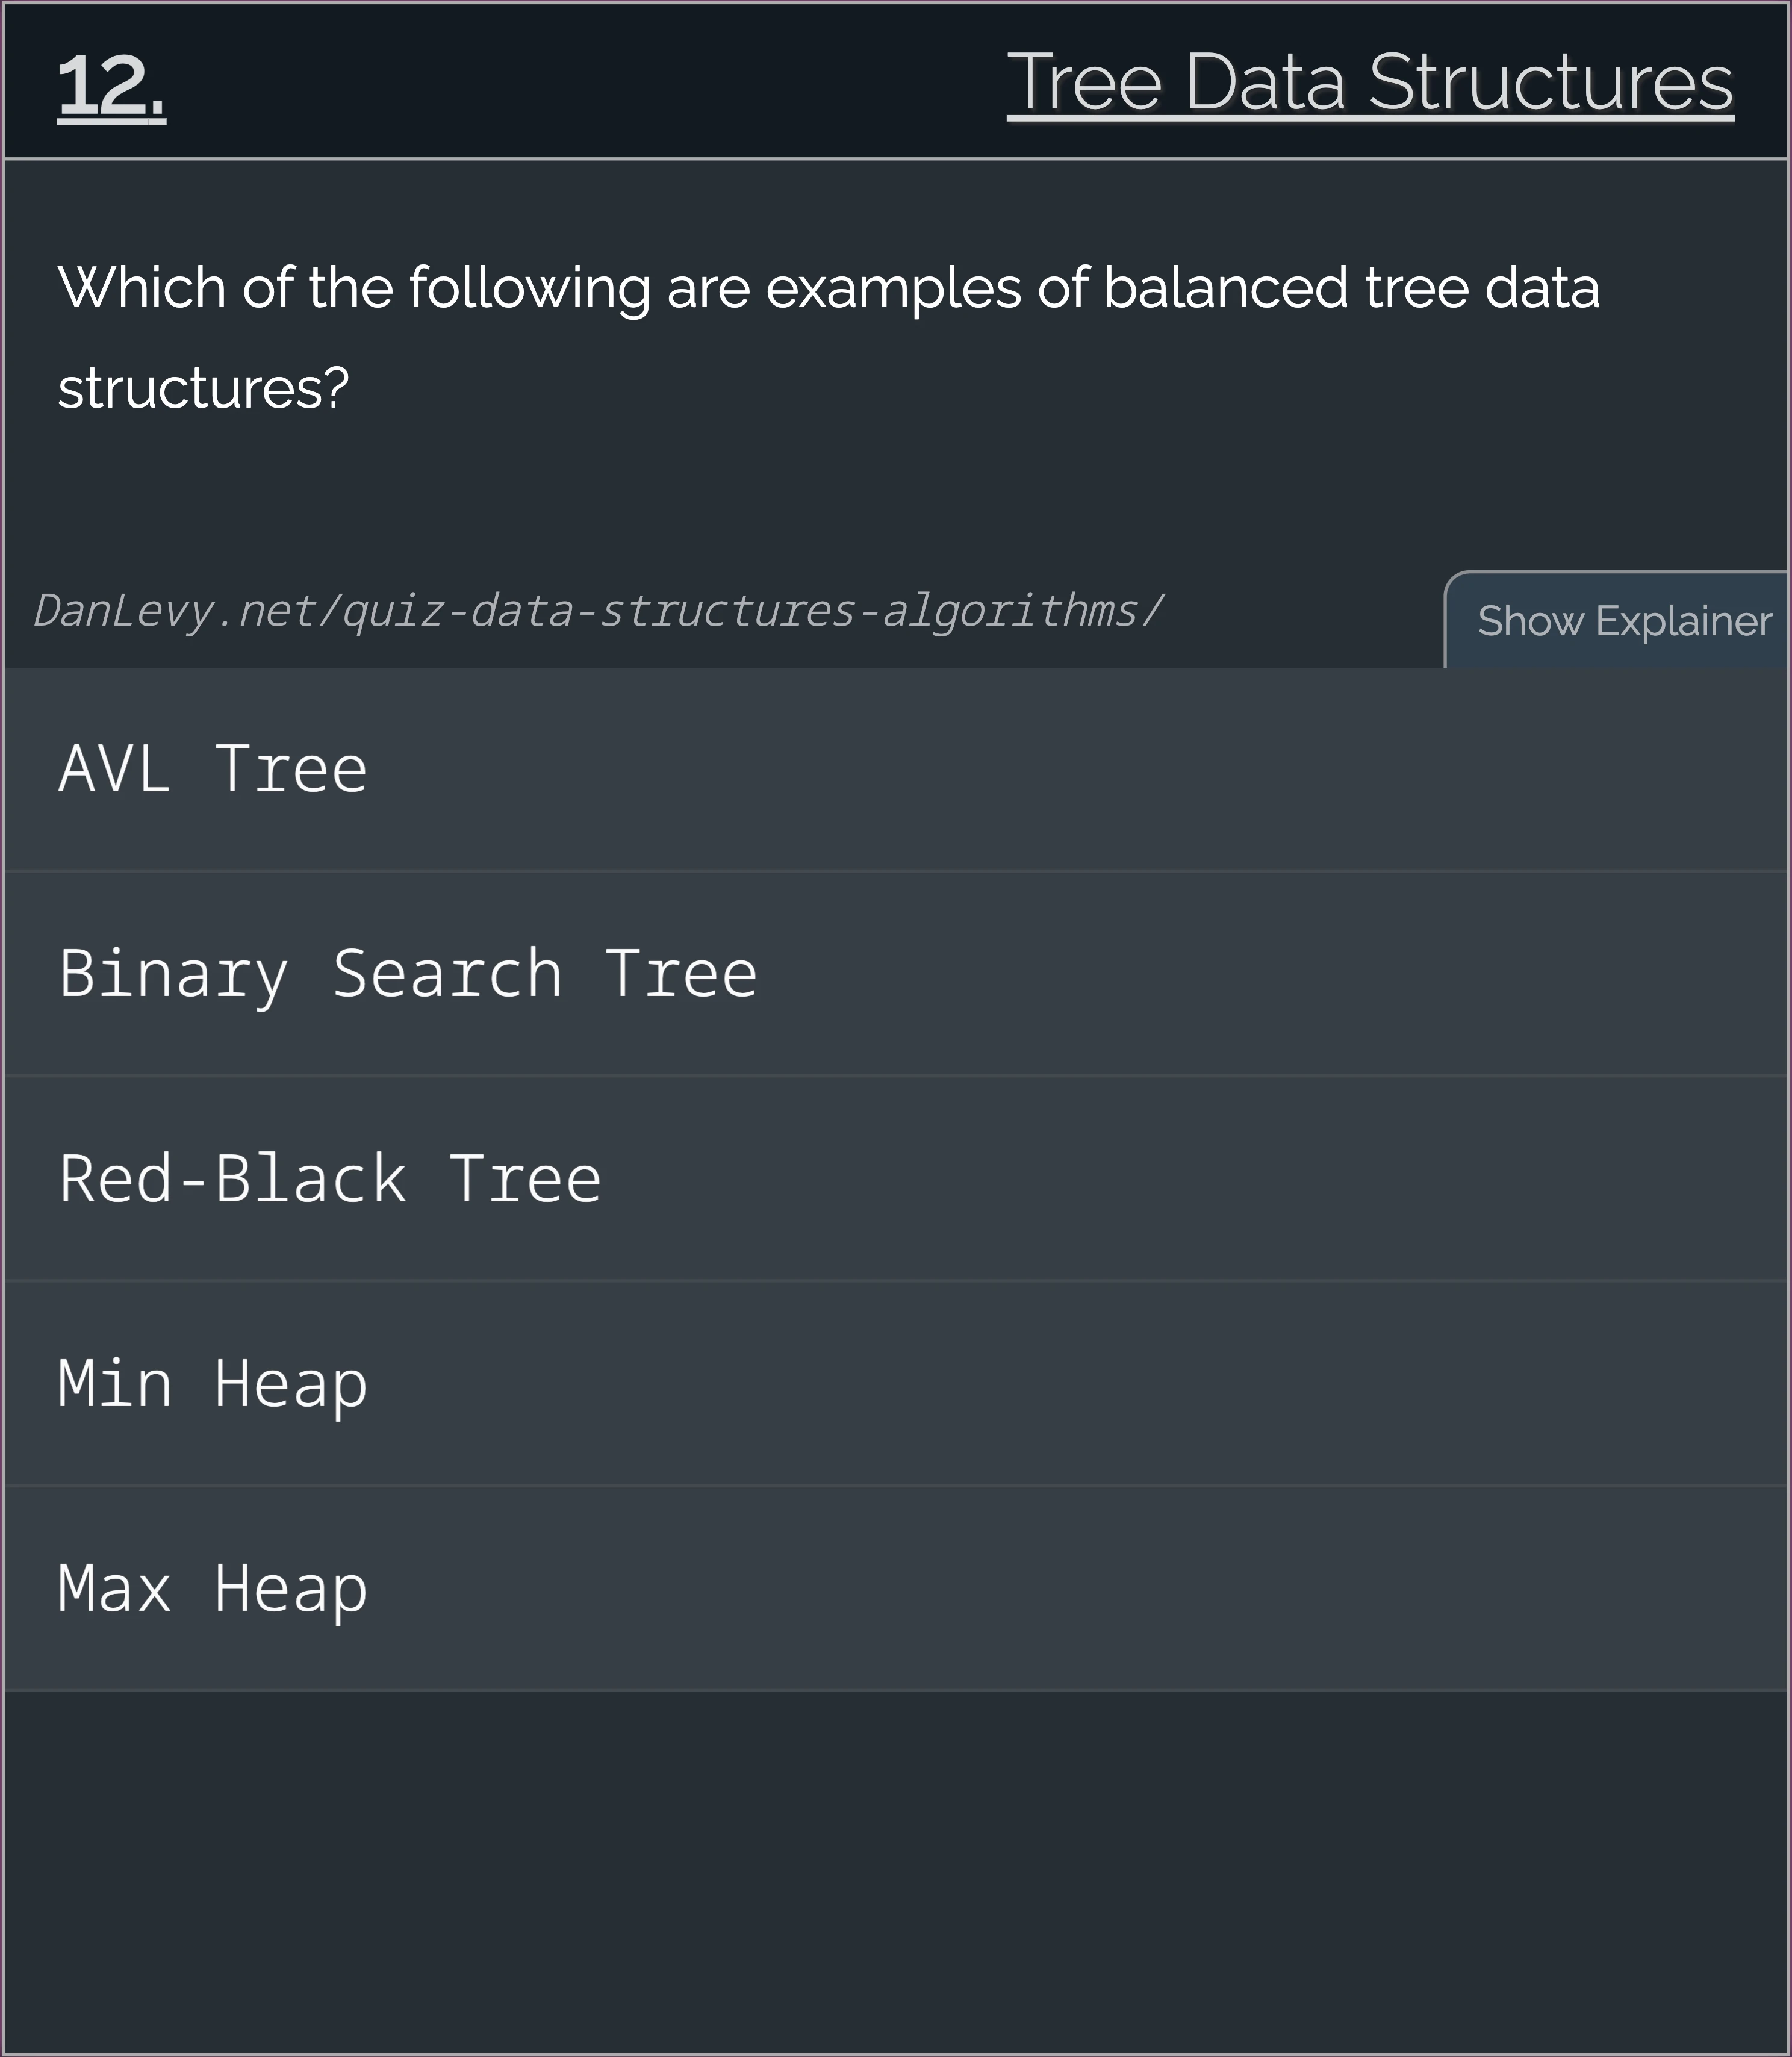 12.
Tree Data Structures
Which of the following are examples of balanced tree data
structures?
DanLevy.net/quiz-data-structures-algorithms/
Show Explainer
AVL Tree
Binary Search Tree
Red-Black Tree
Min Heap
Max Heap